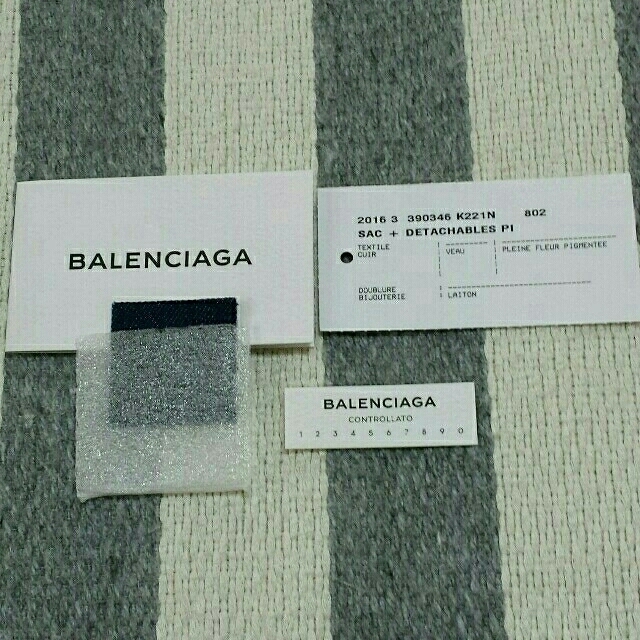 BALENCIAGA
2016 3 390346 K221N 802
SAC + DETACHABLES PI
TEXTILE
CUIR VEAU PLEINE FLEUR PIGMENTEE
DOUBLURE
BIJOUTERIE LAITON
BALENCIAGA
CONTROLLATO
1 2 3 4 5 6 7 8 9 0